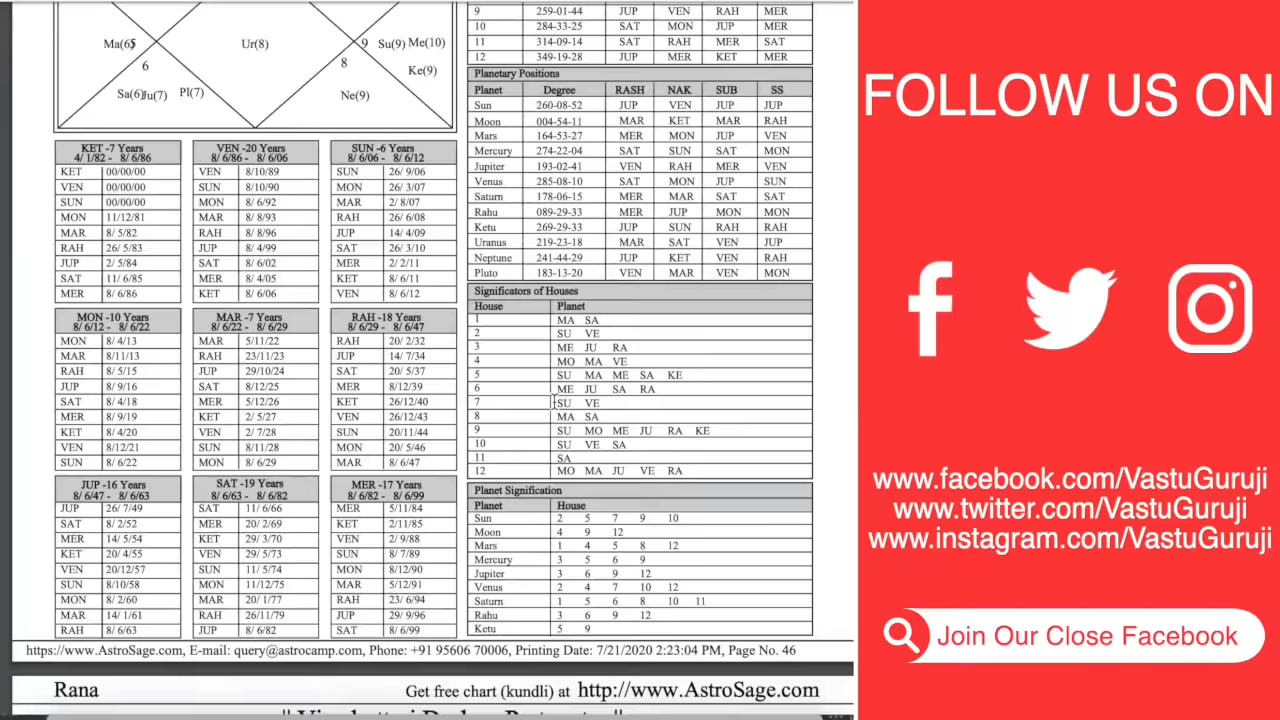 Ma(6)
5
Ur(8)
9
Su(9)
Me(10)
6
8
Ke(9)
Sa(6)
Ju(7)
Pl(7)
Ne(9)
KET -7 Years
4/ 1/82 - 8/ 6/86
KET 00/00/00
VEN 00/00/00
SUN 00/00/00
MON 11/12/81
MAR 8/ 5/82
RAH 26/ 5/83
JUP 2/ 5/84
SAT 11/ 6/85
MER 8/ 6/86
VEN -20 Years
8/ 6/86 - 8/ 6/06
VEN 8/10/89
SUN 8/10/90
MON 8/ 6/92
MAR 8/ 8/93
RAH 8/ 8/96
JUP 8/ 4/99
SAT 8/ 6/02
MER 8/ 4/05
KET 8/ 6/06
SUN -6 Years
8/ 6/06 - 8/ 6/12
SUN 26/ 9/06
MON 26/ 3/07
MAR 2/ 8/07
RAH 26/ 6/08
JUP 14/ 4/09
SAT 26/ 3/10
MER 2/ 2/11
KET 8/ 6/11
VEN 8/ 6/12
MON -10 Years
8/ 6/12 - 8/ 6/22
MON 8/ 4/13
MAR 8/11/13
RAH 8/ 5/15
JUP 8/ 9/16
SAT 8/ 4/18
MER 8/ 9/19
KET 8/ 4/20
VEN 8/12/21
SUN 8/ 6/22
MAR -7 Years
8/ 6/22 - 8/ 6/29
MAR 5/11/22
RAH 23/11/23
JUP 29/10/24
SAT 8/12/25
MER 5/12/26
KET 2/ 5/27
VEN 2/ 7/28
SUN 8/11/28
MON 8/ 6/29
RAH -18 Years
8/ 6/29 - 8/ 6/47
RAH 20/ 2/32
JUP 14/ 7/34
SAT 20/ 5/37
MER 8/12/39
KET 26/12/40
VEN 26/12/43
SUN 20/11/44
MON 20/ 5/46
MAR 8/ 6/47
JUP -16 Years
8/ 6/47 - 8/ 6/63
JUP 26/ 7/49
SAT 8/ 2/52
MER 14/ 5/54
KET 20/ 4/55
VEN 20/12/57
SUN 8/10/58
MON 8/ 2/60
MAR 14/ 1/61
RAH 8/ 6/63
SAT -19 Years
8/ 6/63 - 8/ 6/82
SAT 11/ 6/66
MER 20/ 2/69
KET 29/ 3/70
VEN 29/ 5/73
SUN 11/ 5/74
MON 11/12/75
MAR 20/ 1/77
RAH 26/11/79
JUP 8/ 6/82
MER -17 Years
8/ 6/82 - 8/ 6/99
MER 5/11/84
KET 2/11/85
VEN 2/ 9/88
SUN 8/ 7/89
MON 8/12/90
MAR 5/12/91
RAH 23/ 6/94
JUP 29/ 9/96
SAT 8/ 6/99
9 259-01-44 JUP VEN RAH MER
10 284-33-25 SAT MON JUP MER
11 314-09-14 SAT RAH MER SAT
12 349-19-28 JUP MER KET MER
Planetary Positions
Planet Degree RASH NAK SUB SS
Sun 260-08-52 JUP VEN JUP JUP
Moon 004-54-11 MAR KET MAR RAH
Mars 164-53-27 MER MON JUP VEN
Mercury 274-22-04 SAT SUN SAT MON
Jupiter 193-02-41 VEN RAH MER VEN
Venus 285-08-10 SAT MON JUP SUN
Saturn 178-06-15 MER MAR SAT SAT
Rahu 089-29-33 MER JUP MON MON
Ketu 269-29-33 JUP SUN RAH RAH
Uranus 219-23-18 MAR SAT VEN JUP
Neptune 241-44-29 JUP KET VEN RAH
Pluto 183-13-20 VEN MAR VEN MON
Significators of Houses
House Planet
1 MA SA
2 SU VE
3 ME JU RA
4 MO MA VE
5 SU MA ME SA KE
6 ME JU SA RA
7 SU VE
8 MA SA
9 SU MO ME JU RA KE
10 SU VE SA
11 SA
12 MO MA JU VE RA
Planet Signification
Planet House
Sun 2 5 7 9 10
Moon 4 9 12
Mars 1 4 5 8 12
Mercury 3 5 6 9
Jupiter 3 6 9 12
Venus 2 4 7 10 12
Saturn 1 5 6 8 10 11
Rahu 3 6 9 12
Ketu 5 9
https://www.AstroSage.com, E-mail: query@astrocamp.com, Phone: +91 95606 70006, Printing Date: 7/21/2020 2:23:04 PM, Page No. 46
Rana
Get free chart (kundli) at http://www.AstroSage.com
FOLLOW US ON
www.facebook.com/VastuGuruji
www.twitter.com/VastuGuruji
www.instagram.com/VastuGuruji
Join Our Close Facebook